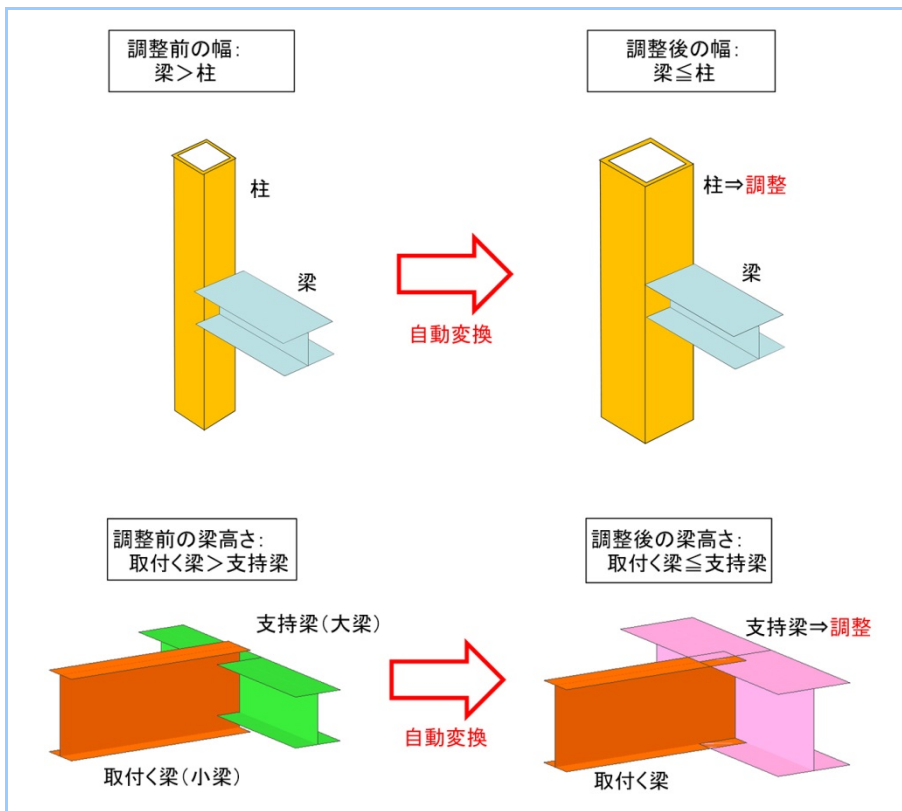 調整前の幅:
梁＞柱
調整後の幅:
梁≦柱
柱
梁
自動変換
柱⇒調整
梁
調整前の梁高さ:
取付く梁＞支持梁
調整後の梁高さ:
取付く梁≦支持梁
支持梁(大梁)
取付く梁(小梁)
自動変換
支持梁⇒調整
取付く梁